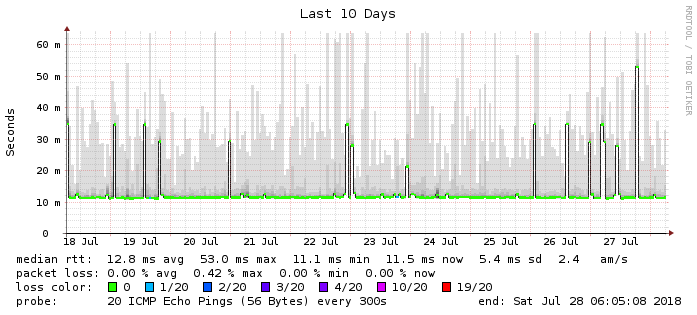 Last 10 Days
RRDTOOL / TOBI OETIKER
Seconds
60 m
50 m
40 m
30 m
20 m
10 m
0
18 Jul 19 Jul 20 Jul 21 Jul 22 Jul 23 Jul 24 Jul 25 Jul 26 Jul 27 Jul
median rtt: 12.8 ms avg 53.0 ms max 11.1 ms min 11.5 ms now 5.4 ms sd 2.4 am/s
packet loss: 0.00 % avg 0.42 % max 0.00 % min 0.00 % now
loss color: 0 1/20 2/20 3/20 4/20 10/20 19/20
probe: 20 ICMP Echo Pings (56 Bytes) every 300s end: Sat Jul 28 06:05:08 2018